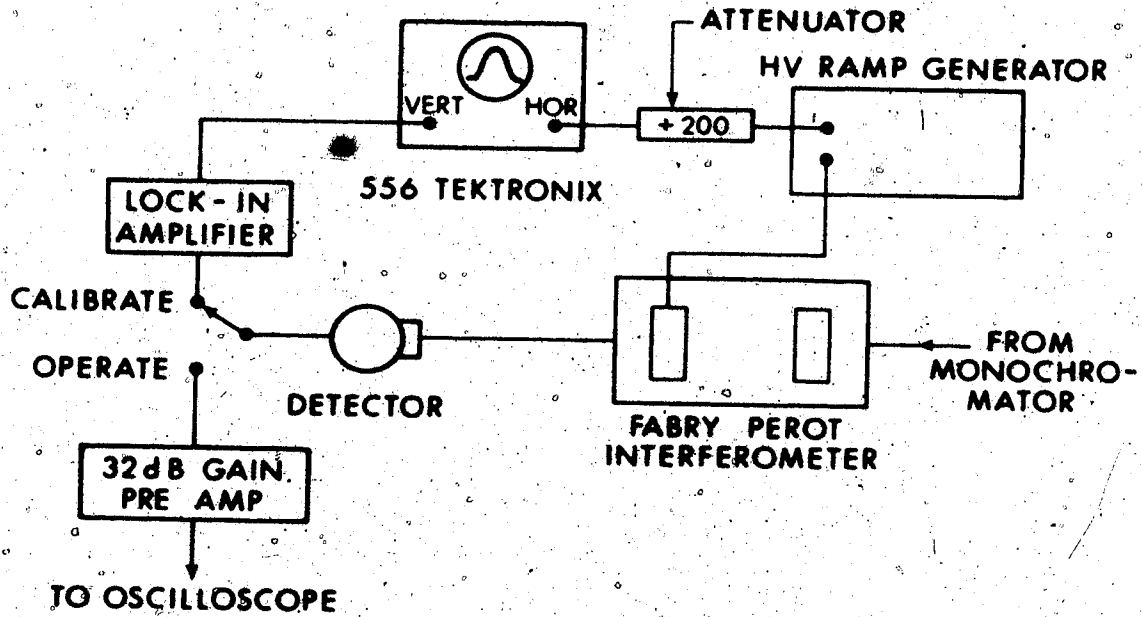 ATTENUATOR
HV RAMP GENERATOR
VERT
HOR
+200
556 TEKTRONIX
LOCK-IN
AMPLIFIER
CALIBRATE
OPERATE
DETECTOR
FROM
MONOCHRO-
MATOR
FABRY PEROT
INTERFEROMETER
32dB GAIN.
PRE AMP
TO OSCILLOSCOPE